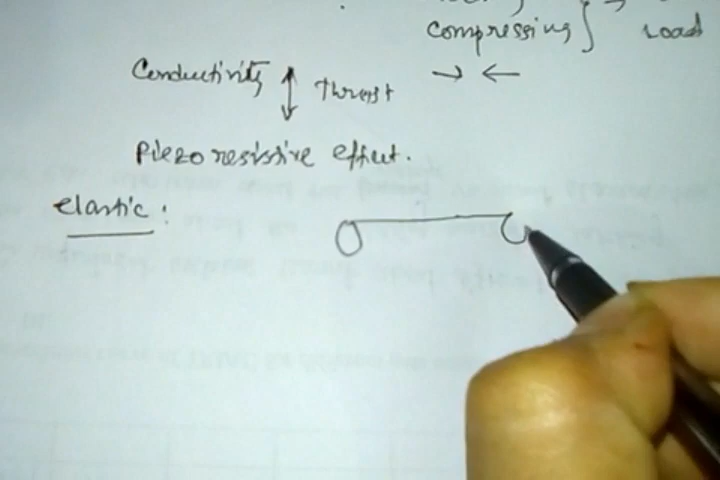 compressing } → Load
Conductivity ↕ Thrust → ←
Piezo resistive effect.
elastic :